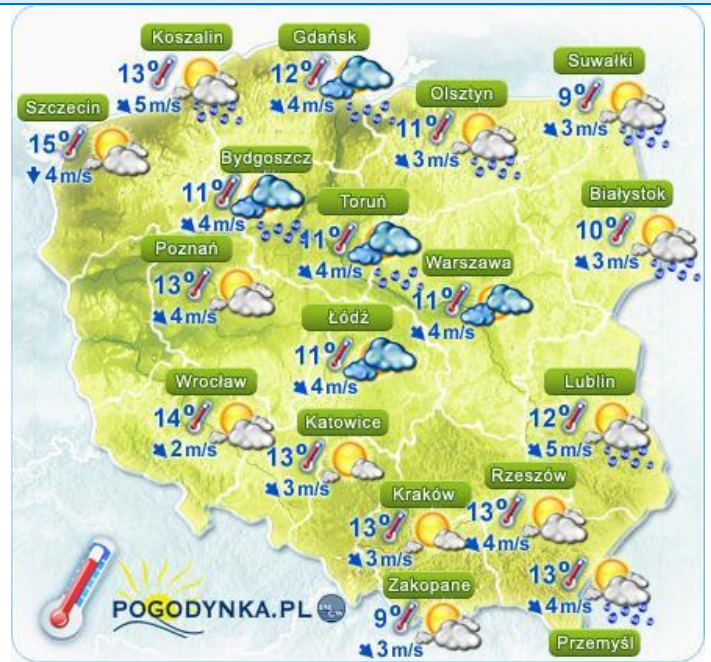 Koszalin
13°
5 m/s
Gdańsk
12°
4 m/s
Suwałki
9°
3 m/s
Szczecin
15°
4 m/s
Olsztyn
11°
3 m/s
Bydgoszcz
11°
4 m/s
Toruń
11°
4 m/s
Białystok
10°
3 m/s
Poznań
13°
4 m/s
Warszawa
11°
4 m/s
Łódź
11°
4 m/s
Wrocław
14°
2 m/s
Katowice
13°
3 m/s
Lublin
12°
5 m/s
Kraków
13°
3 m/s
Rzeszów
13°
4 m/s
Zakopane
9°
3 m/s
13°
4 m/s
Przemyśl
POGODYNKA.PL